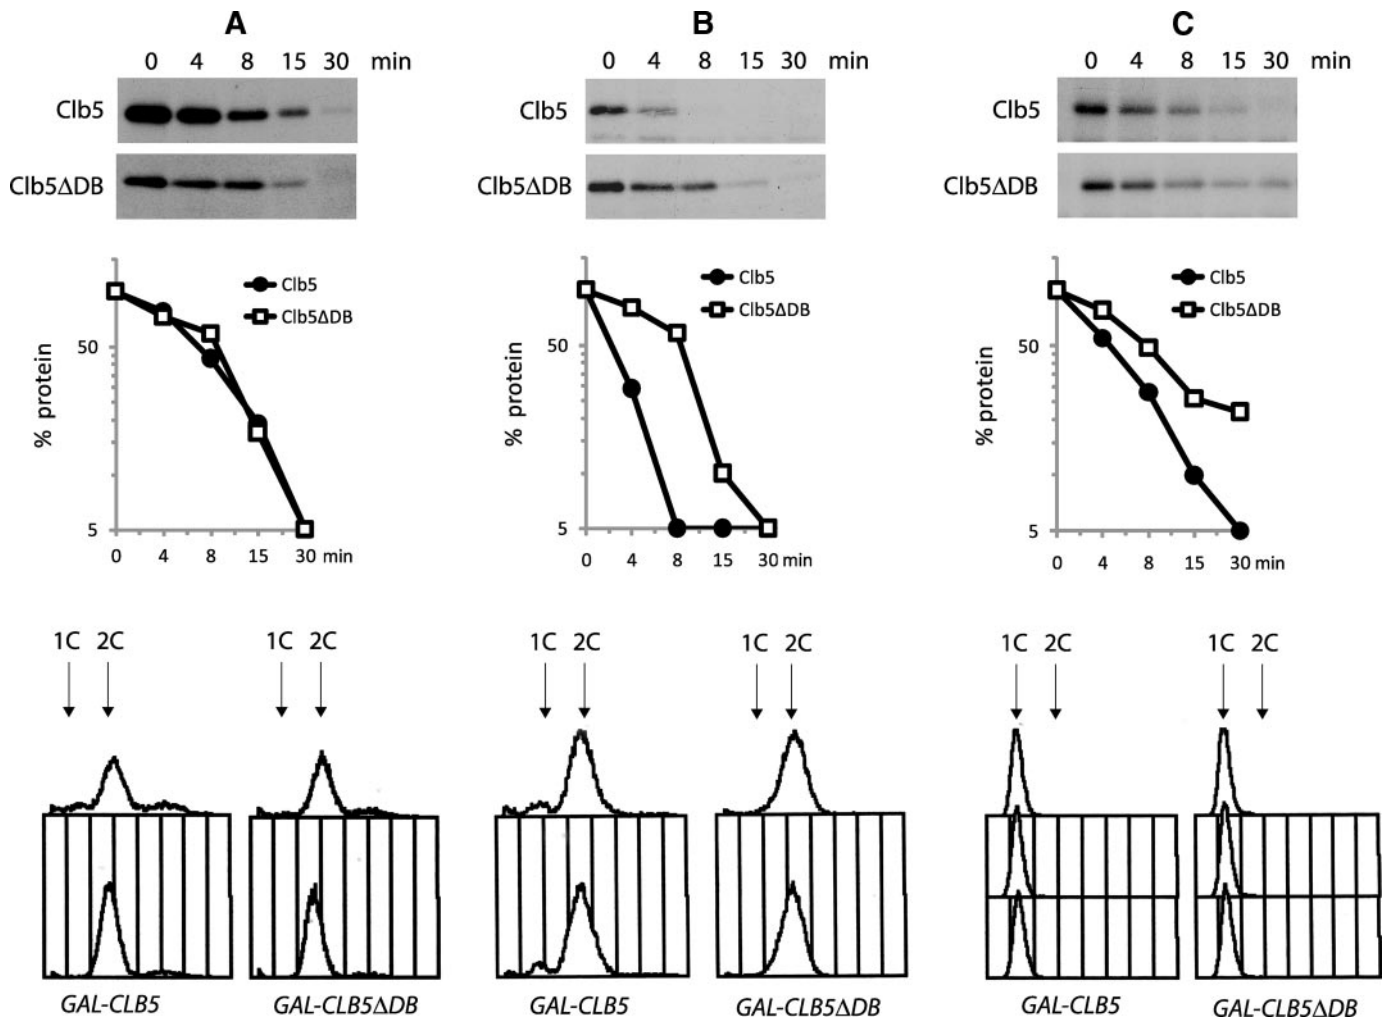 A B C
0 4 8 15 30 min 0 4 8 15 30 min 0 4 8 15 30 min
Clb5 Clb5 Clb5
Clb5ΔDB Clb5ΔDB Clb5ΔDB
Clb5 Clb5 Clb5
Clb5ΔDB Clb5ΔDB Clb5ΔDB
50 50 50
% protein % protein % protein
5 5 5
0 4 8 15 30 min 0 4 8 15 30 min 0 4 8 15 30 min
1C 2C 1C 2C 1C 2C 1C 2C 1C 2C 1C 2C
GAL-CLB5 GAL-CLB5ΔDB GAL-CLB5 GAL-CLB5ΔDB GAL-CLB5 GAL-CLB5ΔDB